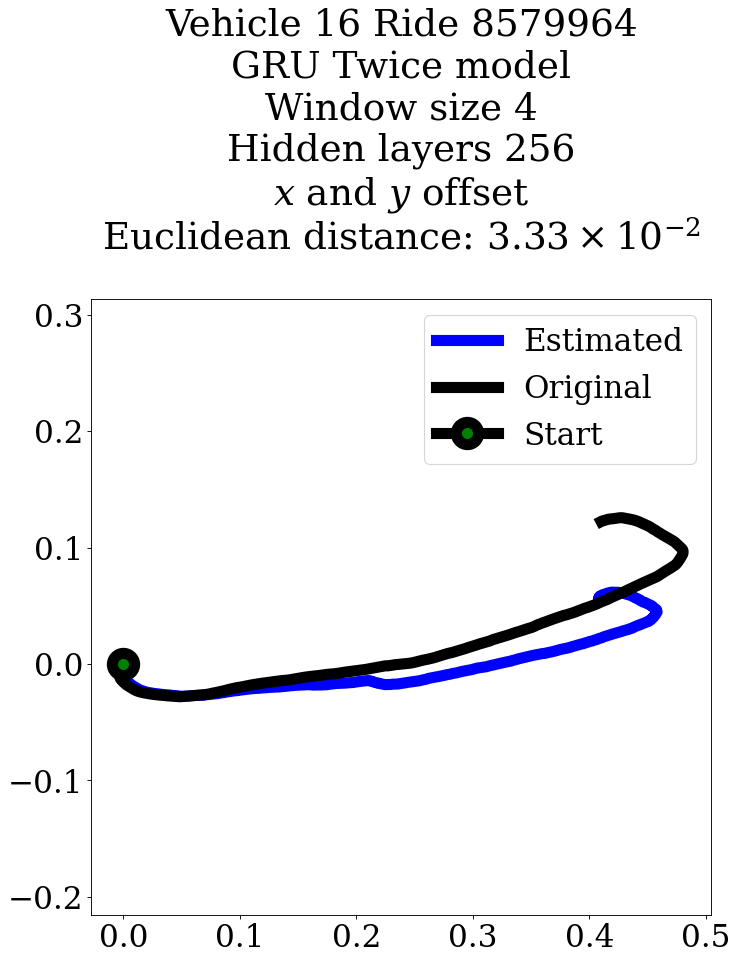 Vehicle 16 Ride 8579964
GRU Twice model
Window size 4
Hidden layers 256
x and y offset
Euclidean distance: 3.33 × 10⁻²
0.3
0.2
0.1
0.0
−0.1
−0.2
Estimated
Original
Start
0.0 0.1 0.2 0.3 0.4 0.5